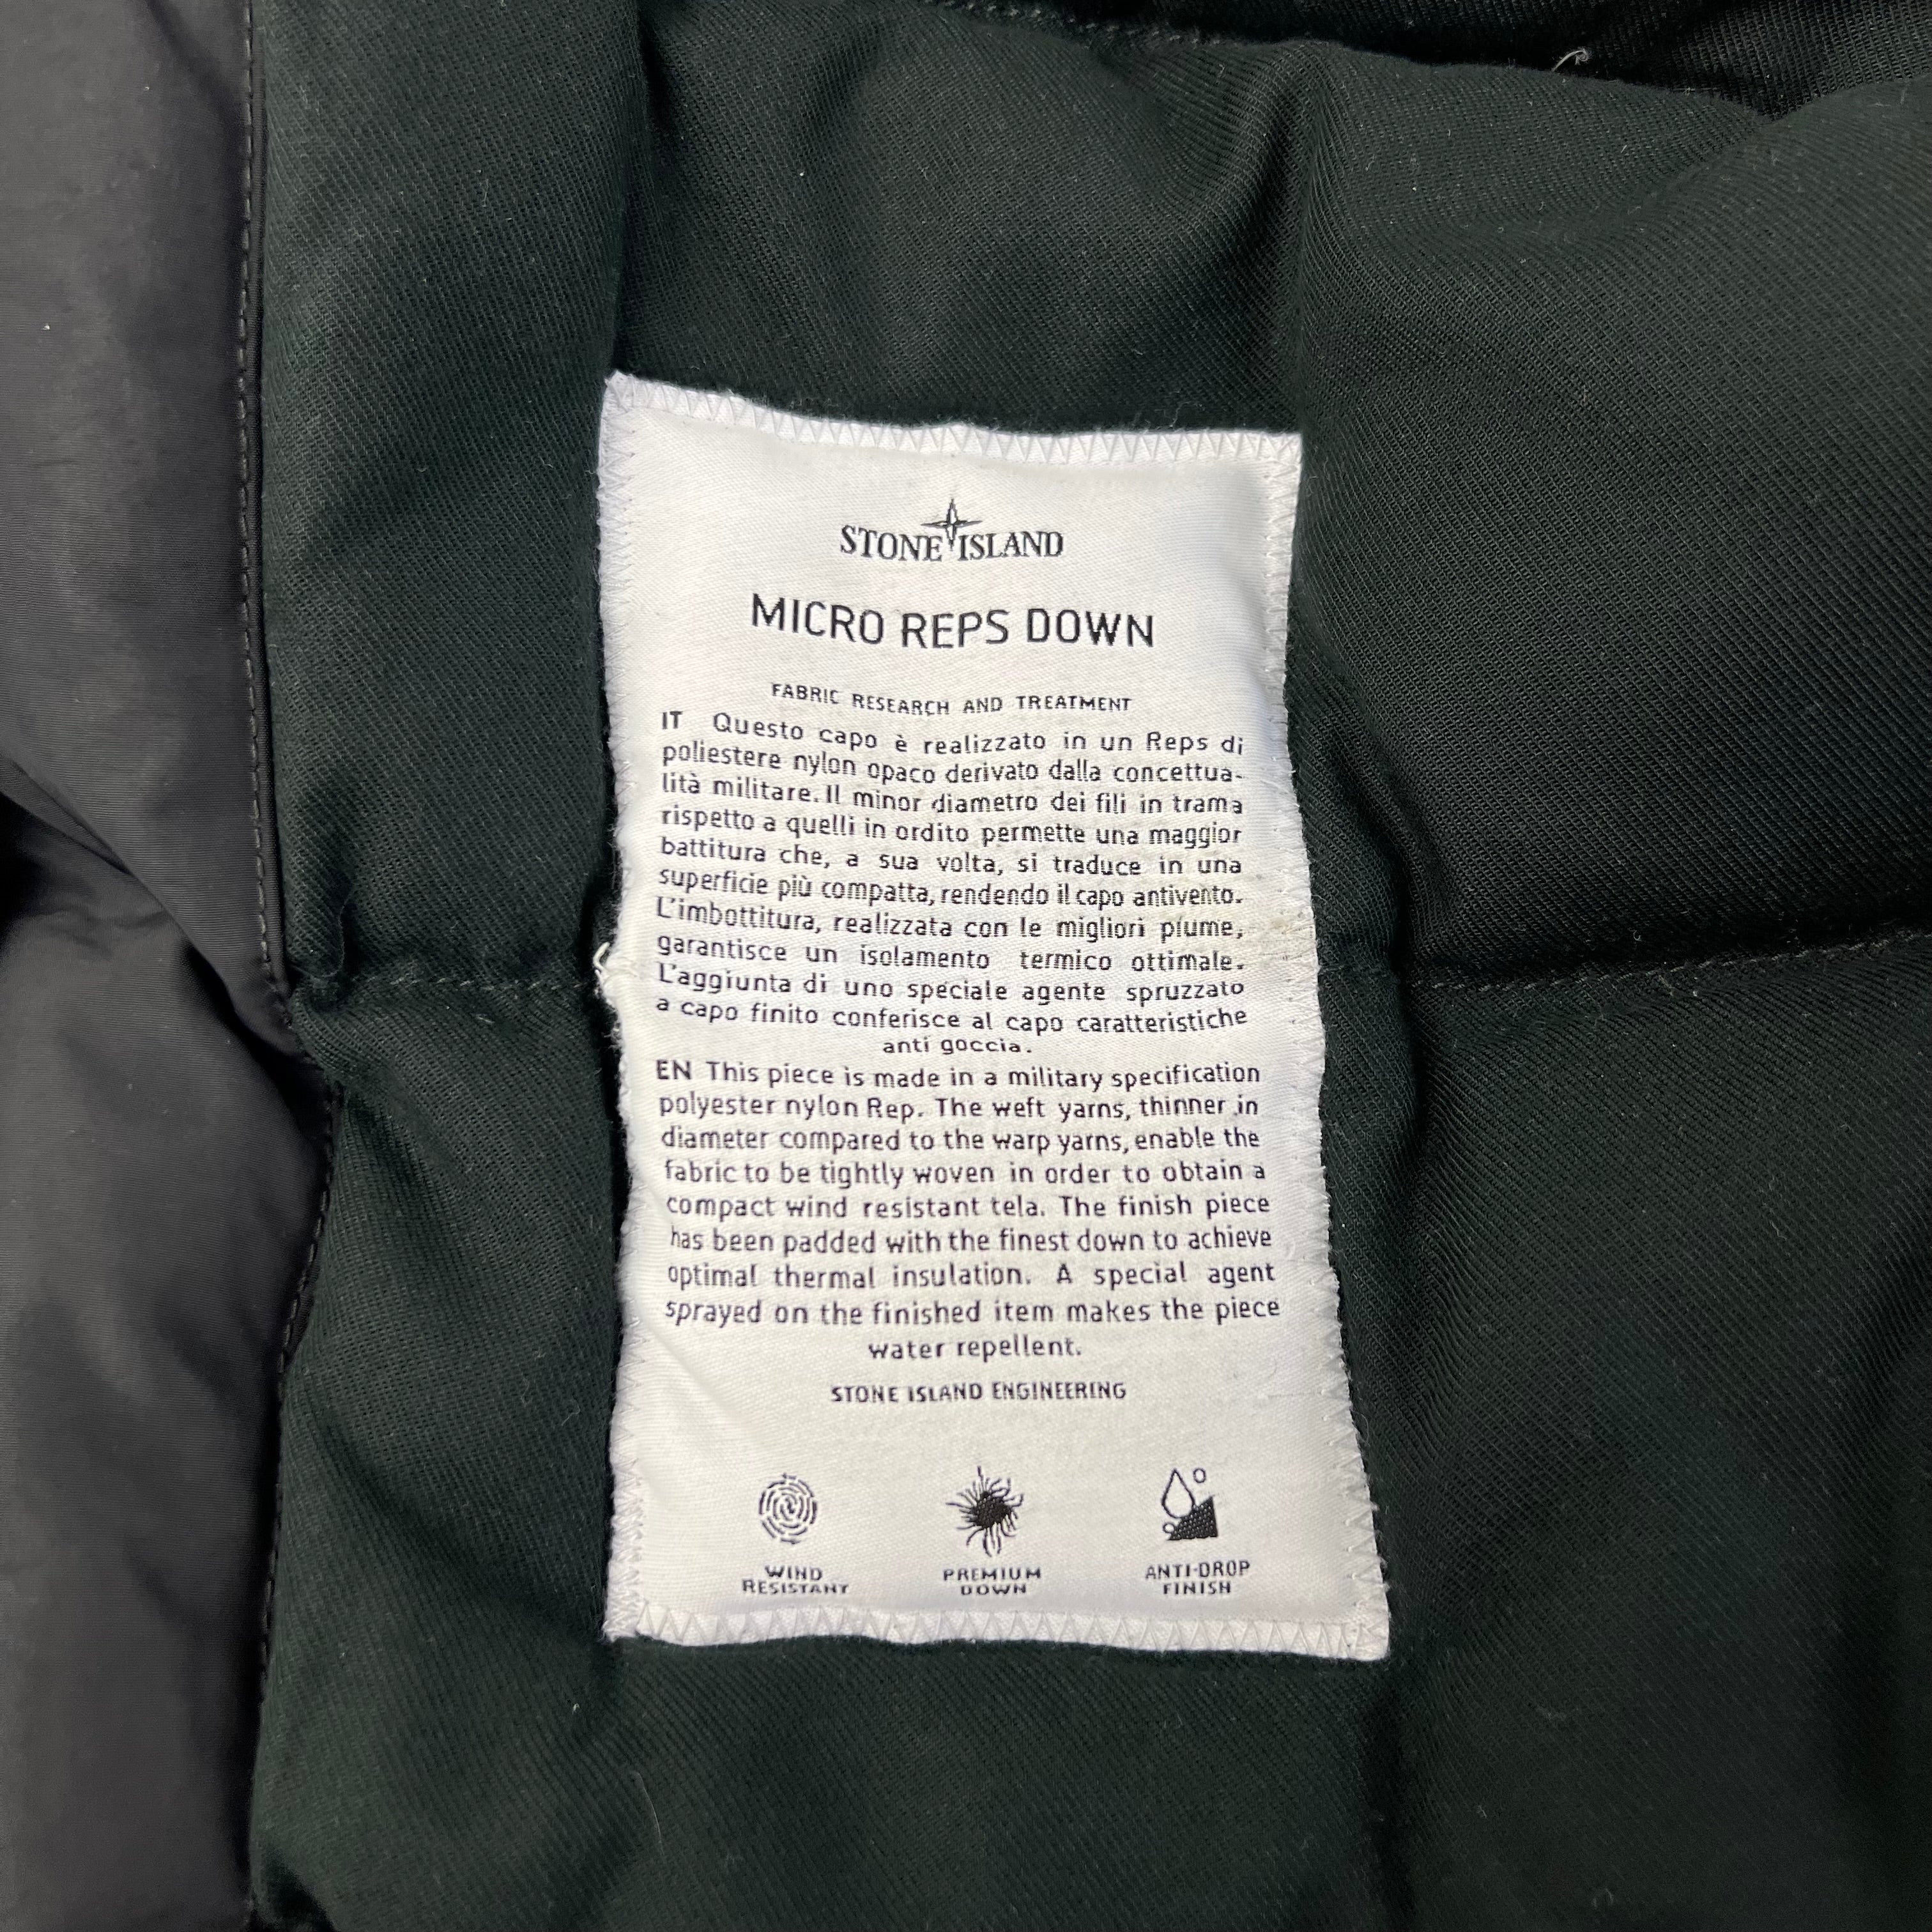 STONE ISLAND
MICRO REPS DOWN
FABRIC RESEARCH AND TREATMENT
IT Questo capo è realizzato in un Reps di
poliestere nylon opaco derivato dalla concettua-
lità militare. Il minor diametro dei fili in trama
rispetto a quelli in ordito permette una maggior
battitura che, a sua volta, si traduce in una
superficie più compatta, rendendo il capo antivento.
L'imbottitura, realizzata con le migliori piume,
garantisce un isolamento termico ottimale.
L'aggiunta di uno speciale agente spruzzato
a capo finito conferisce al capo caratteristiche
anti goccia.
EN This piece is made in a military specification
polyester nylon Rep. The weft yarns, thinner in
diameter compared to the warp yarns, enable the
fabric to be tightly woven in order to obtain a
compact wind resistant tela. The finish piece
has been padded with the finest down to achieve
optimal thermal insulation. A special agent
sprayed on the finished item makes the piece
water repellent.
STONE ISLAND ENGINEERING
WIND
RESISTANT
PREMIUM
DOWN
ANTI-DROP
FINISH